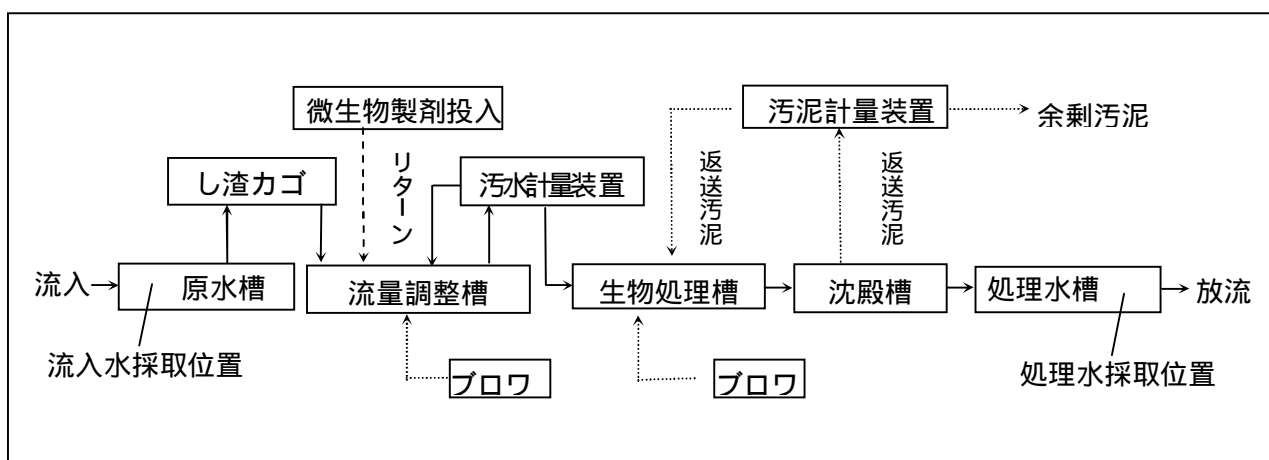 微生物製剤投入
汚泥計量装置
余剰汚泥
し渣カゴ
リターン
汚水計量装置
返送汚泥
返送汚泥
流入
原水槽
流量調整槽
生物処理槽
沈殿槽
処理水槽
放流
流入水採取位置
ブロワ
ブロワ
処理水採取位置